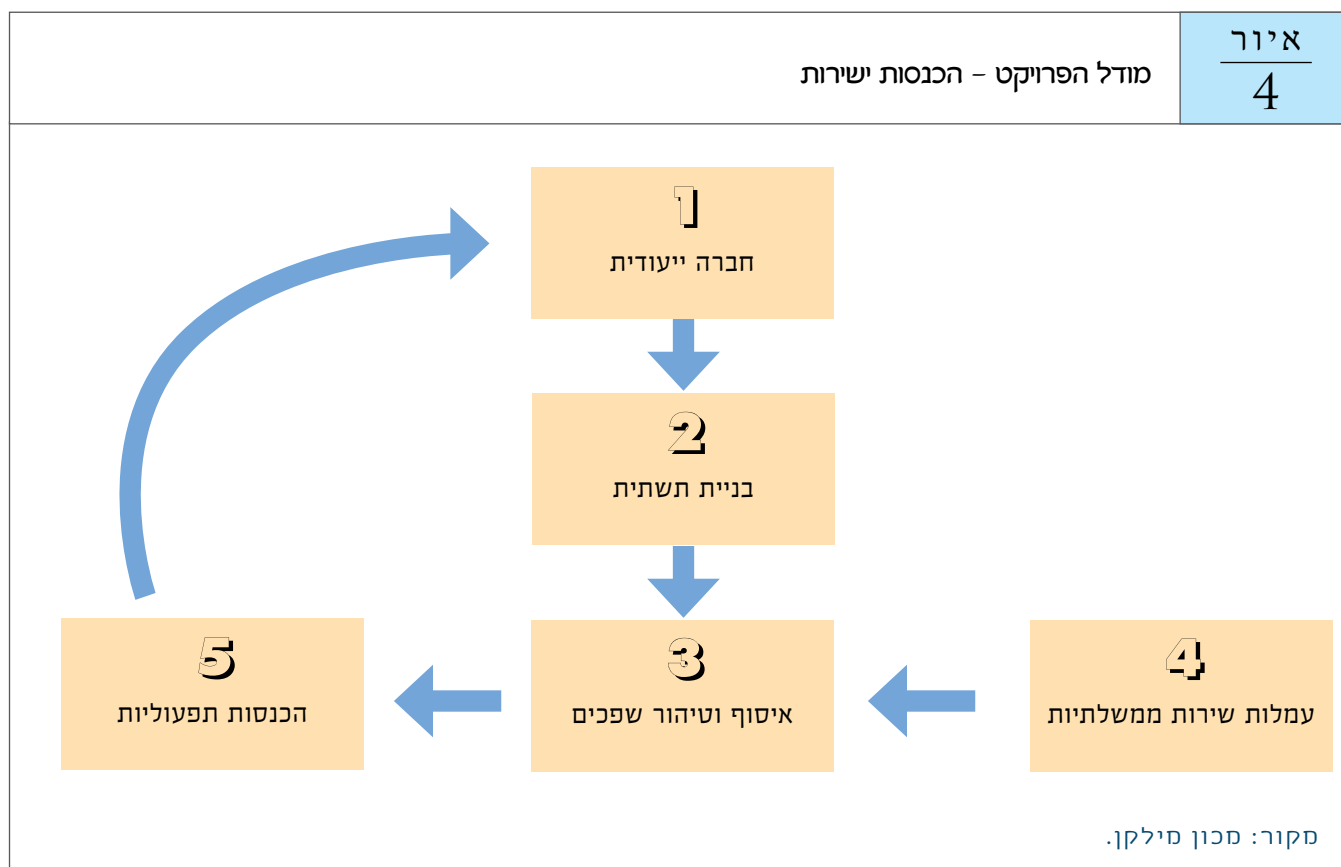 איור
4
מודל הפרויקט – הכנסות ישירות
1
חברה ייעודית
2
בניית תשתית
3
איסוף וטיהור שפכים
4
עמלות שירות ממשלתיות
5
הכנסות תפעוליות
מקור: מכון מילקן.